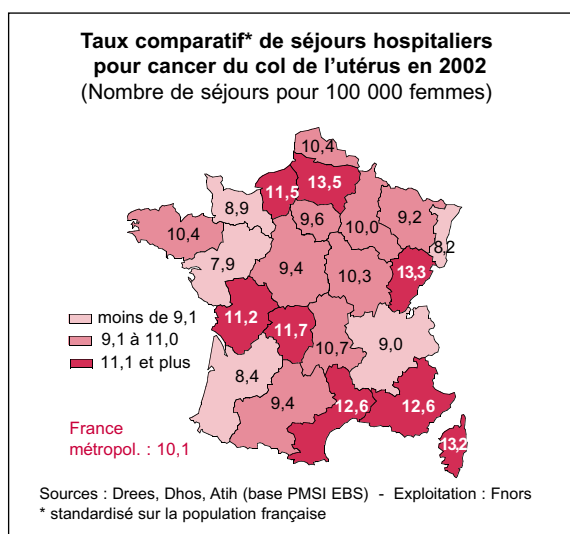 Taux comparatif* de séjours hospitaliers
pour cancer du col de l'utérus en 2002
(Nombre de séjours pour 100 000 femmes)
10,4
11,5
13,5
8,9
9,6
10,0
9,2
8,2
10,4
7,9
9,4
10,3
13,3
moins de 9,1
9,1 à 11,0
11,1 et plus
11,2
11,7
10,7
9,0
8,4
9,4
12,6
12,6
13,2
France
métropol. : 10,1
Sources : Drees, Dhos, Atih (base PMSI EBS) - Exploitation : Fnors
* standardisé sur la population française